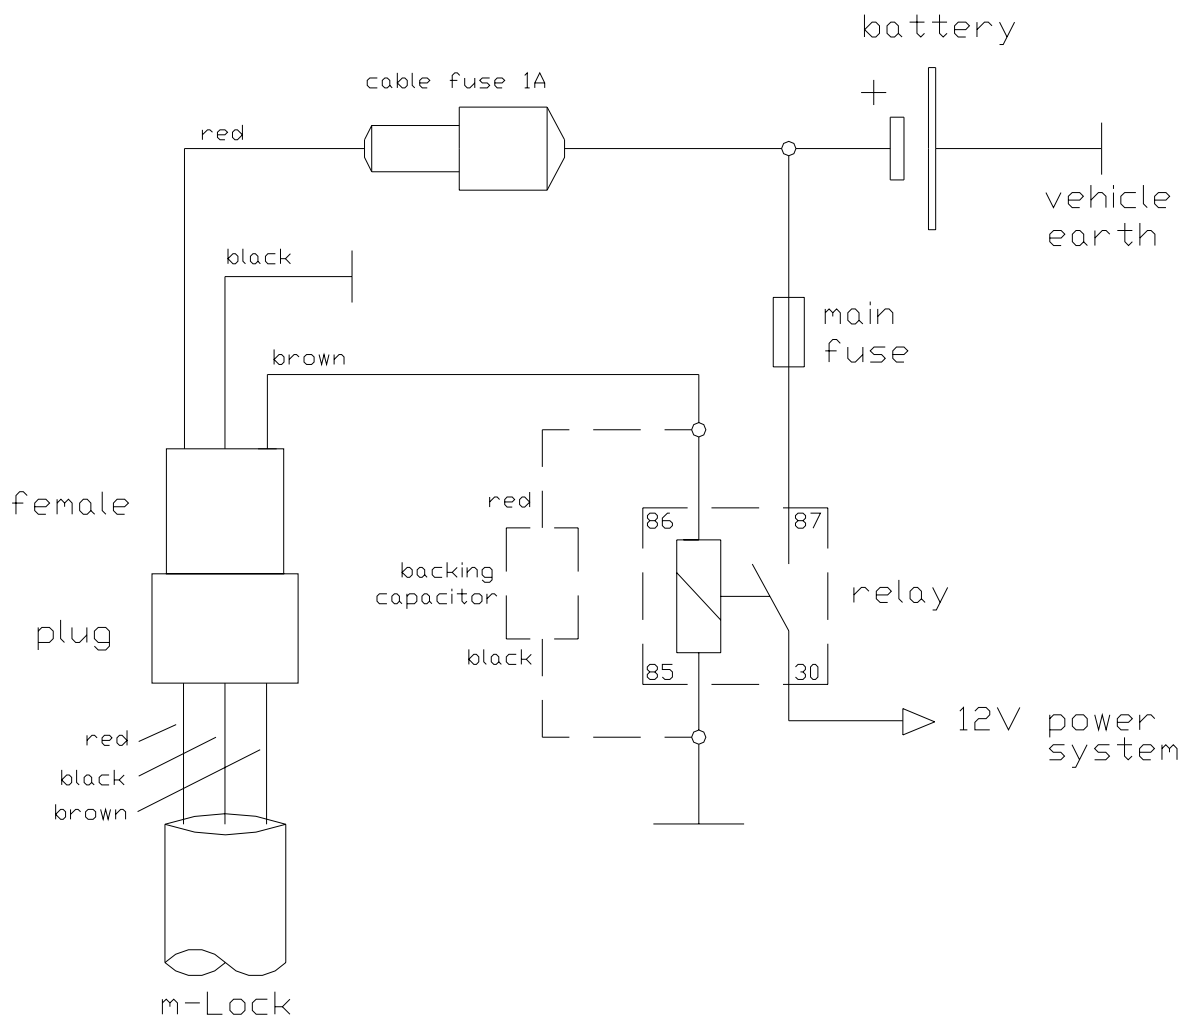 battery
cable fuse 1A
+
red
vehicle
earth
black
main
fuse
brown
female
red
86
87
backing
capacitor
relay
plug
black
85
30
12V power
system
red
black
brown
m-Lock